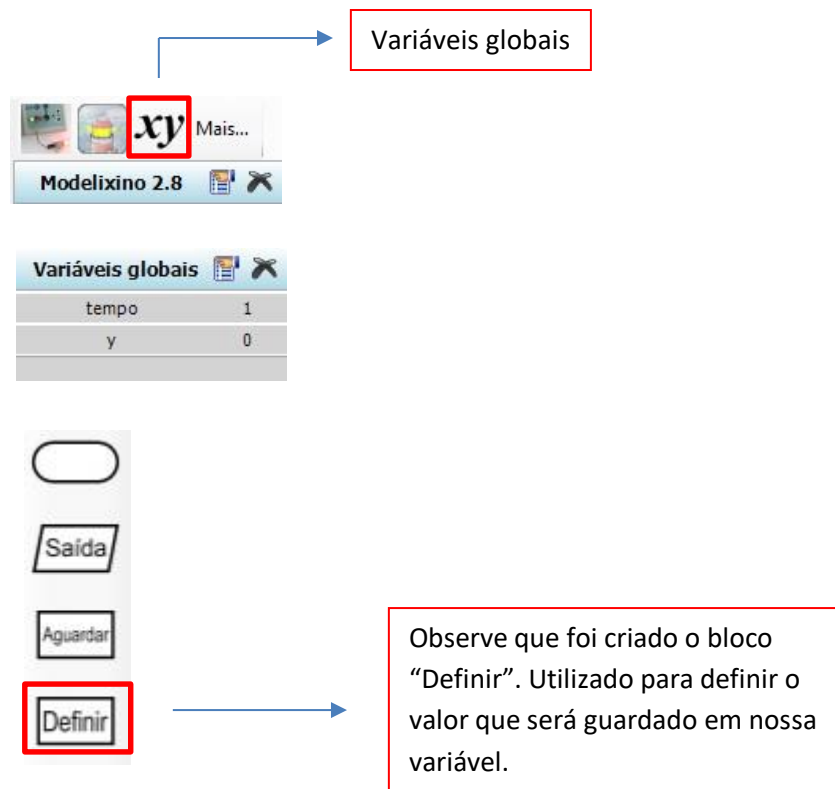 Variáveis globais
xy Mais...
Modelixino 2.8
Variáveis globais
tempo 1
y 0
Saída
Aguardar
Definir
Observe que foi criado o bloco
“Definir”. Utilizado para definir o
valor que será guardado em nossa
variável.